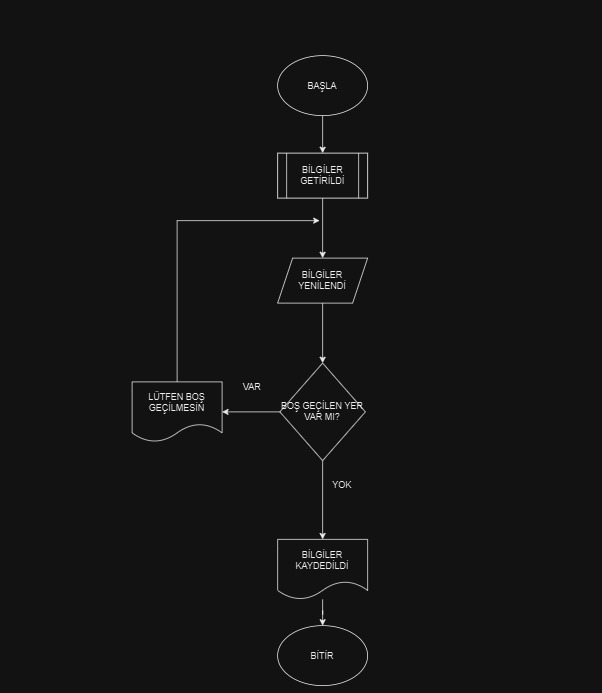 BAŞLA
BİLGİLER
GETİRİLDİ
BİLGİLER
YENİLENDİ
VAR
LÜTFEN BOŞ
GEÇİLMESİN
BOŞ GEÇİLEN YER
VAR MI?
YOK
BİLGİLER
KAYDEDİLDİ
BİTİR